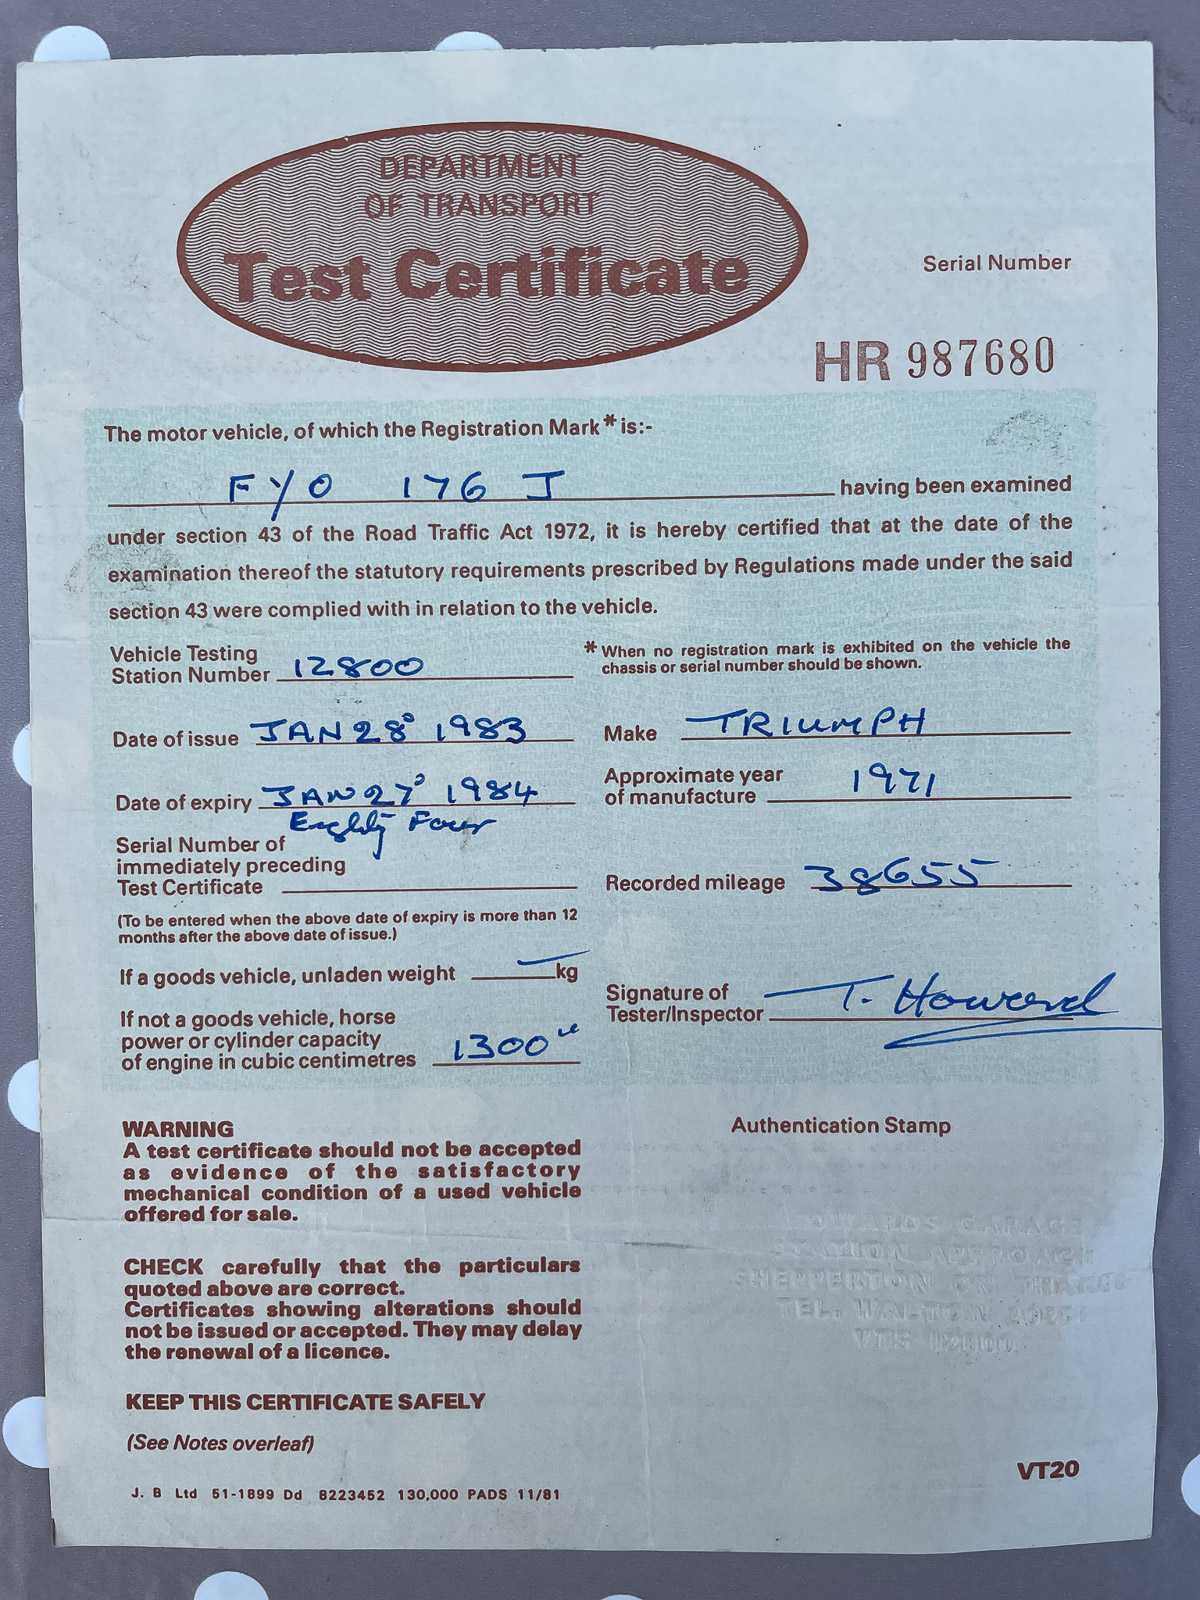 DEPARTMENT
OF TRANSPORT
Test Certificate
Serial Number
HR 987680
The motor vehicle, of which the Registration Mark * is:-
FYO 176 J having been examined
under section 43 of the Road Traffic Act 1972, it is hereby certified that at the date of the
examination thereof the statutory requirements prescribed by Regulations made under the said
section 43 were complied with in relation to the vehicle.
Vehicle Testing
Station Number 12800
* When no registration mark is exhibited on the vehicle the
chassis or serial number should be shown.
Date of issue JAN 28° 1983
Make TRIUMPH
Date of expiry JAN 27° 1984
Eighty Four
Approximate year
of manufacture 1971
Serial Number of
immediately preceding
Test Certificate
Recorded mileage 38655
(To be entered when the above date of expiry is more than 12
months after the above date of issue.)
If a goods vehicle, unladen weight kg
Signature of
Tester/Inspector T. Howard
If not a goods vehicle, horse
power or cylinder capacity
of engine in cubic centimetres 1300 cc
WARNING
A test certificate should not be accepted
as evidence of the satisfactory
mechanical condition of a used vehicle
offered for sale.
Authentication Stamp
GARAGE
STATION APPROACH
SHEPPERTON ON THAMES
TEL. WALTON
VTS
CHECK carefully that the particulars
quoted above are correct.
Certificates showing alterations should
not be issued or accepted. They may delay
the renewal of a licence.
KEEP THIS CERTIFICATE SAFELY
(See Notes overleaf)
VT20
J. B Ltd 51-1899 Dd 8223452 130,000 PADS 11/81